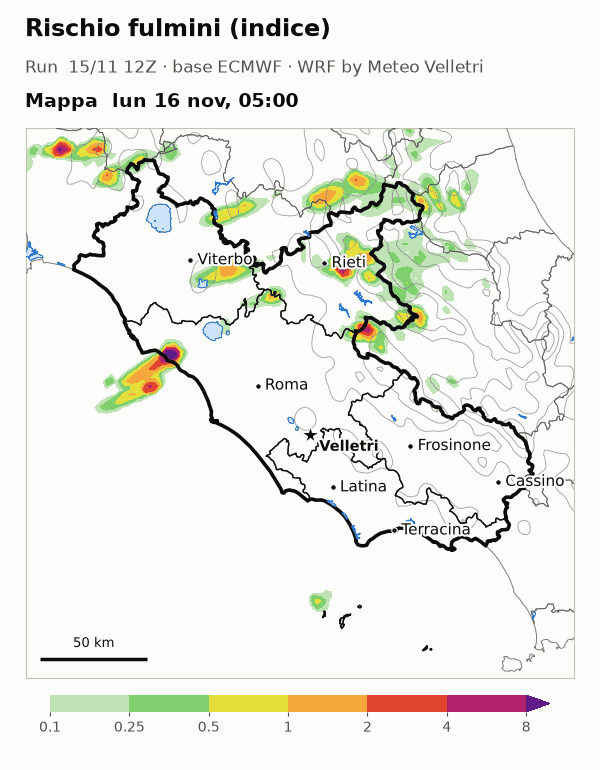 Rischio fulmini (indice)
Run  15/11 12Z · base ECMWF · WRF by Meteo Velletri
Mappa  lun 16 nov, 05:00
Viterbo
Rieti
Roma
Velletri
Frosinone
Latina
Cassino
Terracina
50 km
0.1 0.25 0.5 1 2 4 8